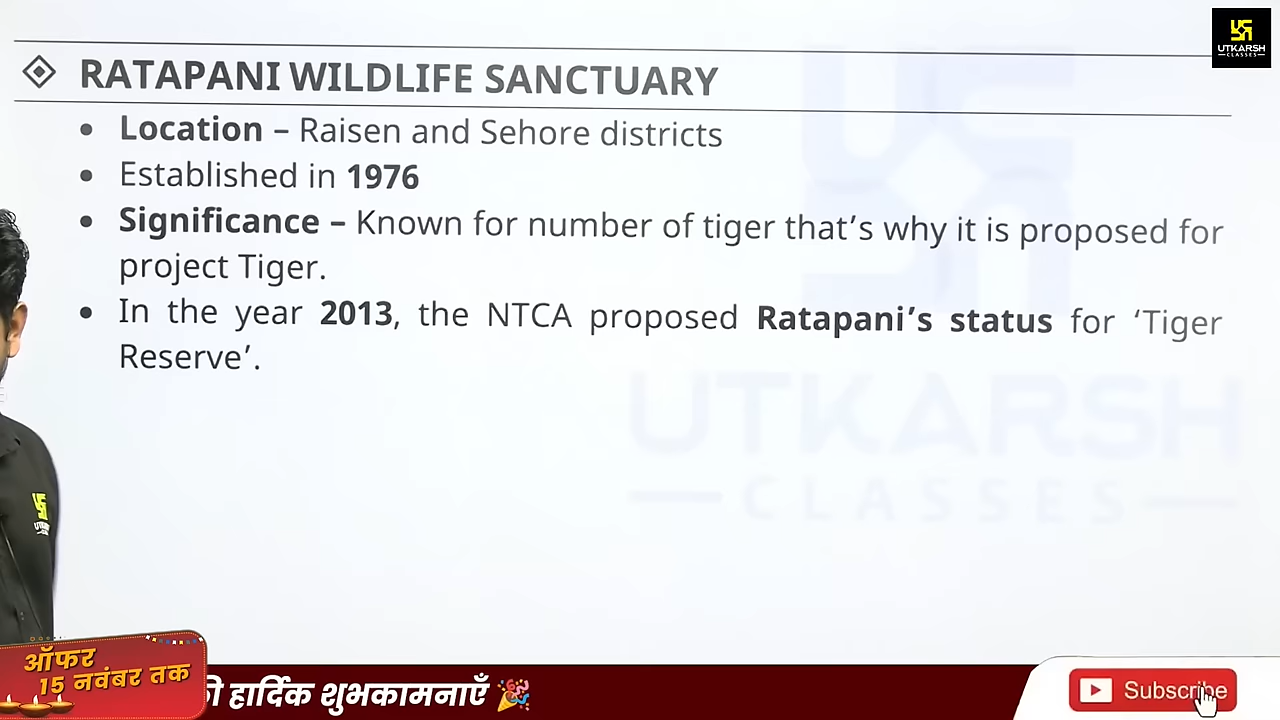 UTKARSH
CLASSES
RATAPANI WILDLIFE SANCTUARY
• Location – Raisen and Sehore districts
• Established in 1976
• Significance – Known for number of tiger that’s why it is proposed for
project Tiger.
• In the year 2013, the NTCA proposed Ratapani’s status for ‘Tiger
Reserve’.
UTKARSH
CLASSES
ऑफर
15 नवंबर तक
हार्दिक शुभकामनाएँ
Subscribe